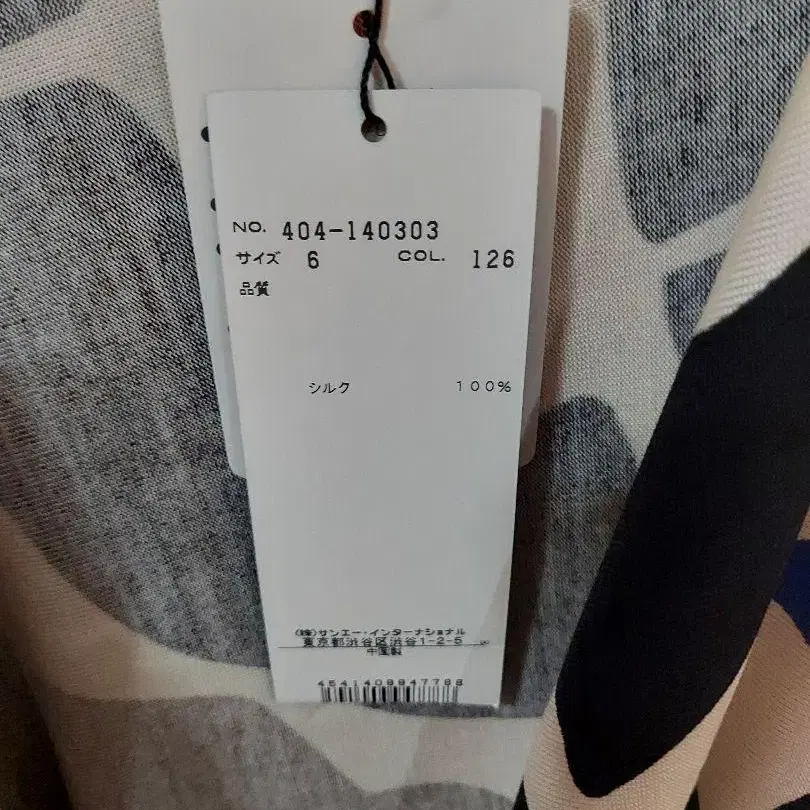 NO. 404-140303
サイズ 6 COL. 126
品質
シルク 100%
(株)サンエー・インターナショナル
東京都渋谷区渋谷1-2-5
中国製
4541409947788